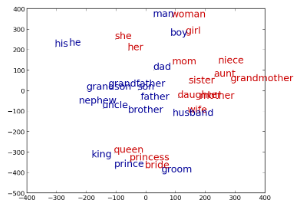 400
300
200
100
0
−100
−200
−300
−400
−500
man woman
boy girl
his he she
her
dad mom niece
aunt
sister grandmother
grandfather
grandson son
nephew father daughter mother
uncle brother wife
husband
king queen
princess
prince bride
groom
−400 −300 −200 −100 0 100 200 300 400